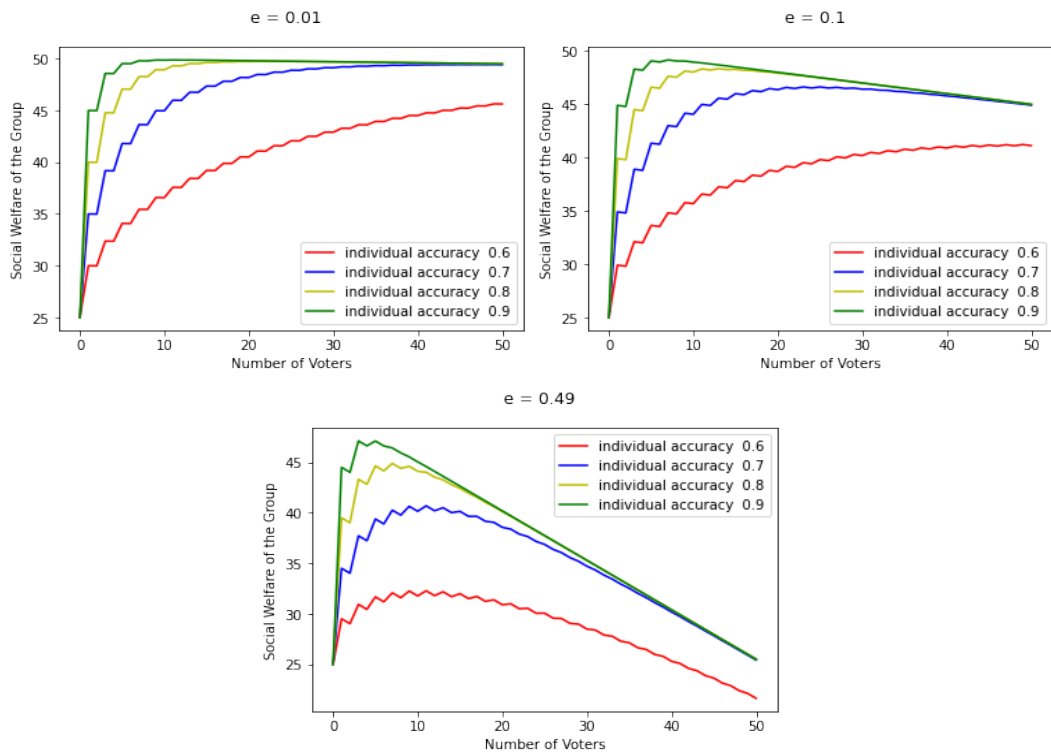 e = 0.01
Social Welfare of the Group
50
45
40
35
30
25
individual accuracy 0.6
individual accuracy 0.7
individual accuracy 0.8
individual accuracy 0.9
0 10 20 30 40 50
Number of Voters
e = 0.1
Social Welfare of the Group
50
45
40
35
30
25
individual accuracy 0.6
individual accuracy 0.7
individual accuracy 0.8
individual accuracy 0.9
0 10 20 30 40 50
Number of Voters
e = 0.49
Social Welfare of the Group
45
40
35
30
25
individual accuracy 0.6
individual accuracy 0.7
individual accuracy 0.8
individual accuracy 0.9
0 10 20 30 40 50
Number of Voters